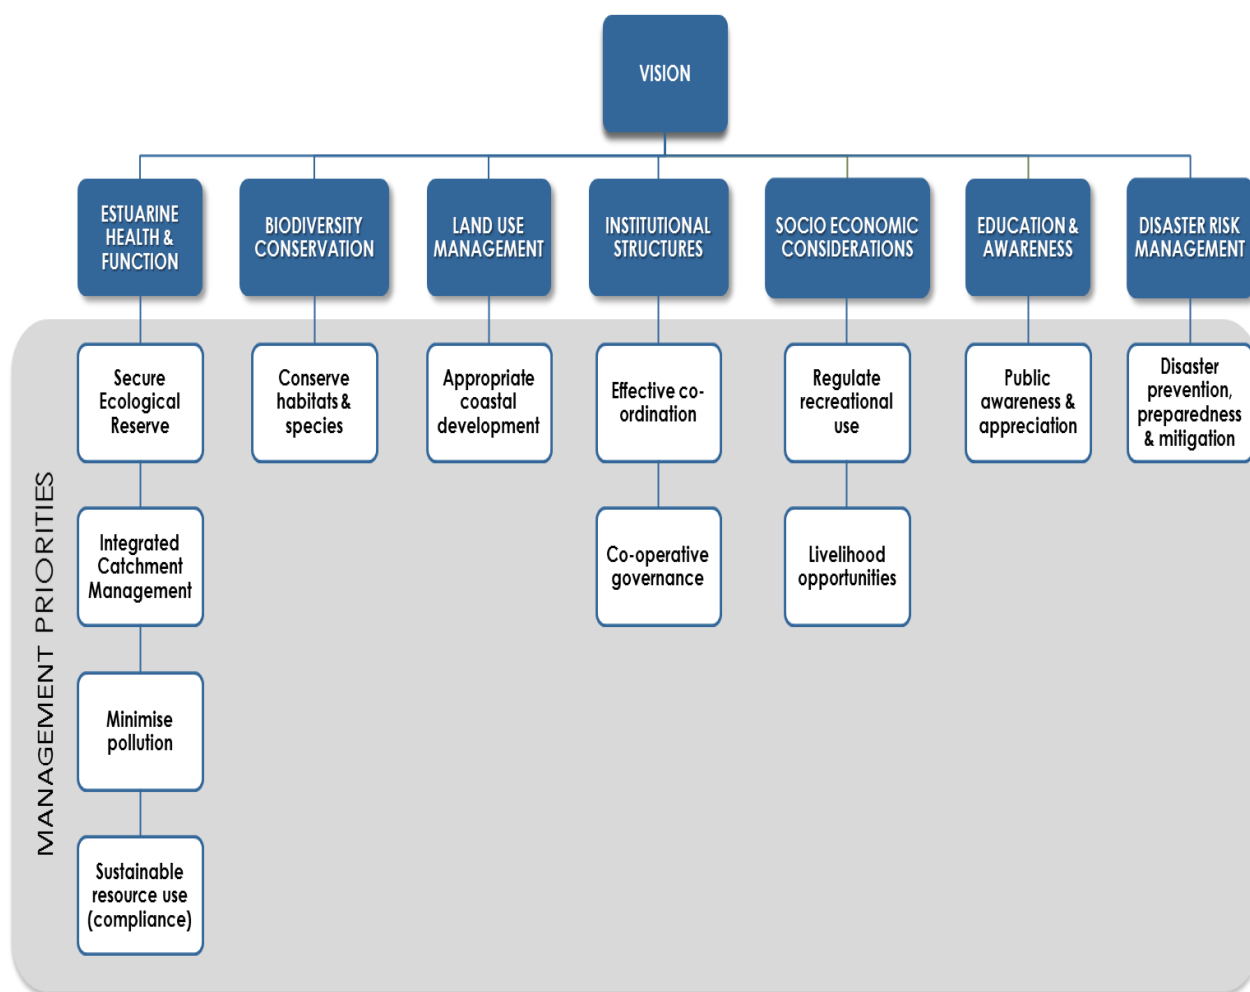 VISION
ESTUARINE
HEALTH &
FUNCTION
BIODIVERSITY
CONSERVATION
LAND USE
MANAGEMENT
INSTITUTIONAL
STRUCTURES
SOCIO ECONOMIC
CONSIDERATIONS
EDUCATION &
AWARENESS
DISASTER RISK
MANAGEMENT
MANAGEMENT PRIORITIES
Secure
Ecological
Reserve
Conserve
habitats &
species
Appropriate
coastal
development
Effective co-
ordination
Regulate
recreational
use
Public
awareness &
appreciation
Disaster
prevention,
preparedness
& mitigation
Integrated
Catchment
Management
Co-operative
governance
Livelihood
opportunities
Minimise
pollution
Sustainable
resource use
(compliance)